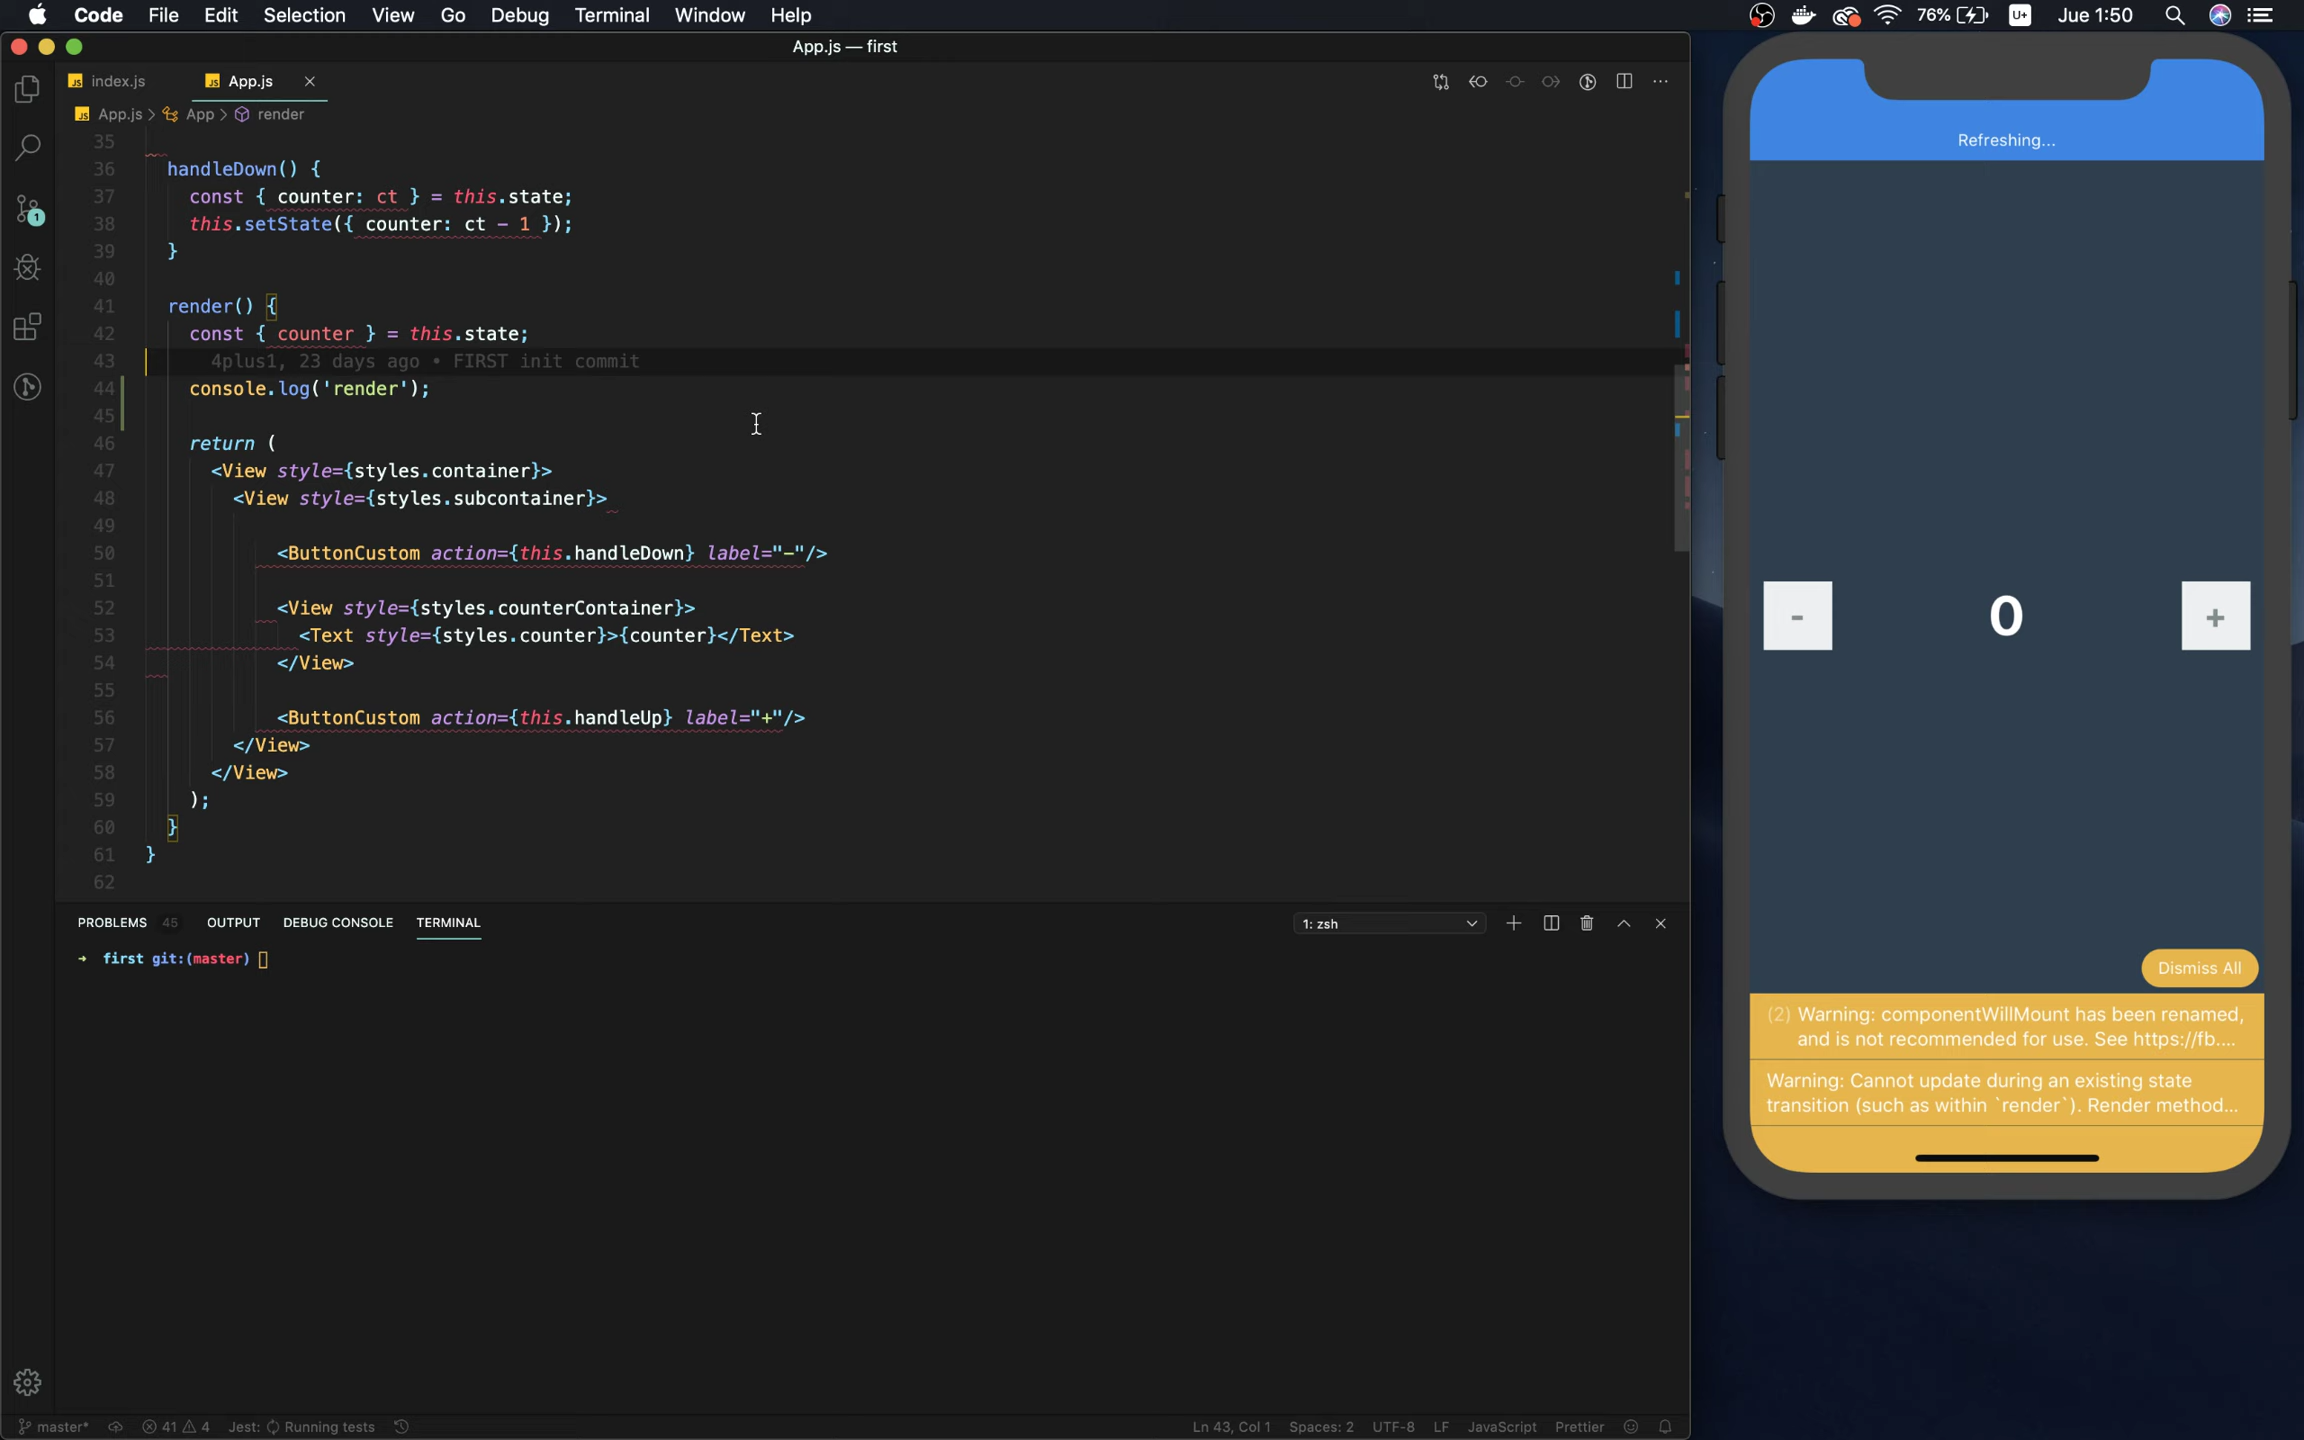 Code File Edit Selection View Go Debug Terminal Window Help
76% U+ Jue 1:50
App.js — first
JS index.js JS App.js
JS App.js > App > render
35
36 handleDown() {
37 const { counter: ct } = this.state;
38 this.setState({ counter: ct - 1 });
39 }
40
41 render() {
42 const { counter } = this.state;
43 4plus1, 23 days ago • FIRST init commit
44 console.log('render');
45
46 return (
47 <View style={styles.container}>
48 <View style={styles.subcontainer}>
49
50 <ButtonCustom action={this.handleDown} label="-"/>
51
52 <View style={styles.counterContainer}>
53 <Text style={styles.counter}>{counter}</Text>
54 </View>
55
56 <ButtonCustom action={this.handleUp} label="+"/>
57 </View>
58 </View>
59 );
60 }
61 }
62
1
PROBLEMS 45 OUTPUT DEBUG CONSOLE TERMINAL 1: zsh
→ first git:(master)
master* 41 4 Jest: Running tests Ln 43, Col 1 Spaces: 2 UTF-8 LF JavaScript Prettier
Refreshing...
- 0 +
Dismiss All
(2) Warning: componentWillMount has been renamed,
and is not recommended for use. See https://fb....
Warning: Cannot update during an existing state
transition (such as within `render`). Render method...